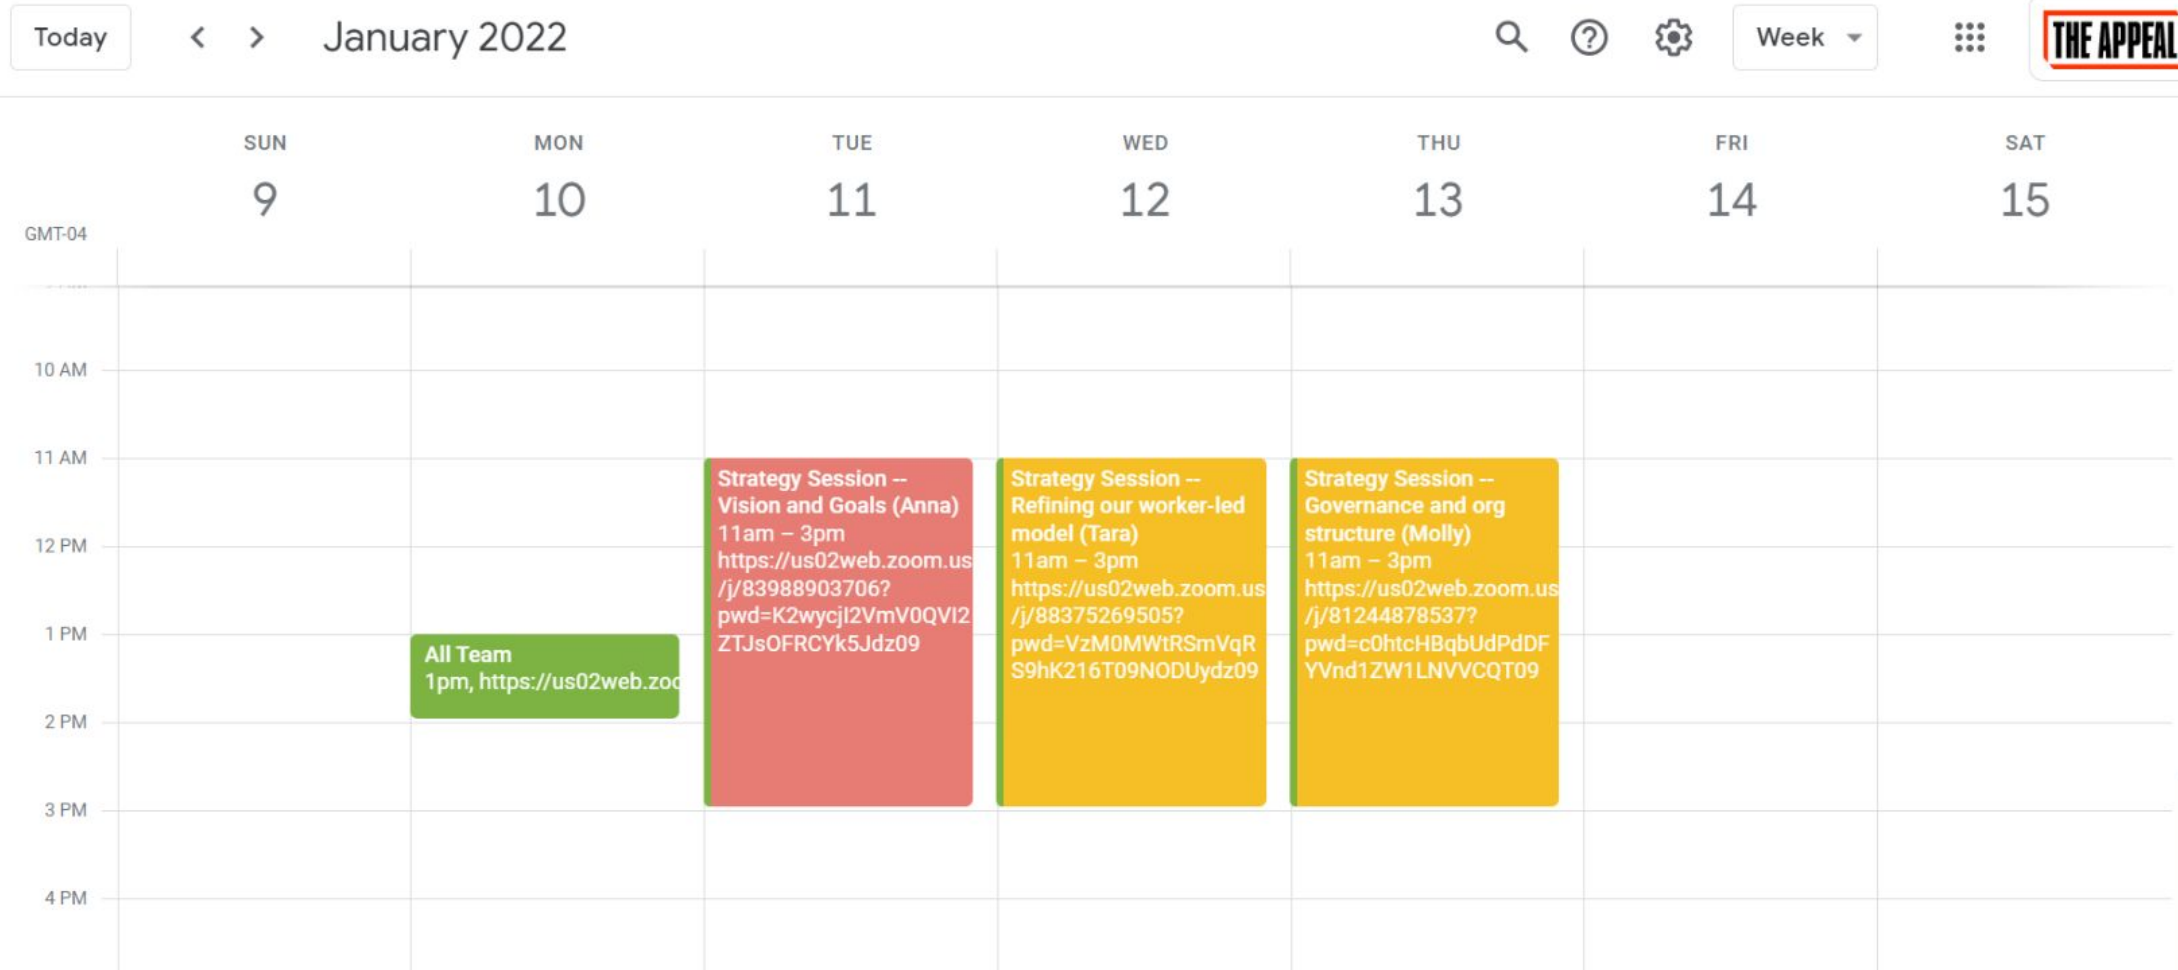 Today
January 2022
Week
THE APPEAL
SUN
MON
TUE
WED
THU
FRI
SAT
9
10
11
12
13
14
15
GMT-04
10 AM
11 AM
12 PM
1 PM
2 PM
3 PM
4 PM
All Team
1pm, https://us02web.zoo
Strategy Session --
Vision and Goals (Anna)
11am – 3pm
https://us02web.zoom.us
/j/83988903706?
pwd=K2wycjI2VmV0QVI2
ZTJsOFRCYk5Jdz09
Strategy Session --
Refining our worker-led
model (Tara)
11am – 3pm
https://us02web.zoom.us
/j/88375269505?
pwd=VzM0MWtRSmVqR
S9hK216T09NODUydz09
Strategy Session --
Governance and org
structure (Molly)
11am – 3pm
https://us02web.zoom.us
/j/81244878537?
pwd=c0htcHBqbUdPdDF
YVnd1ZW1LNVVCQT09